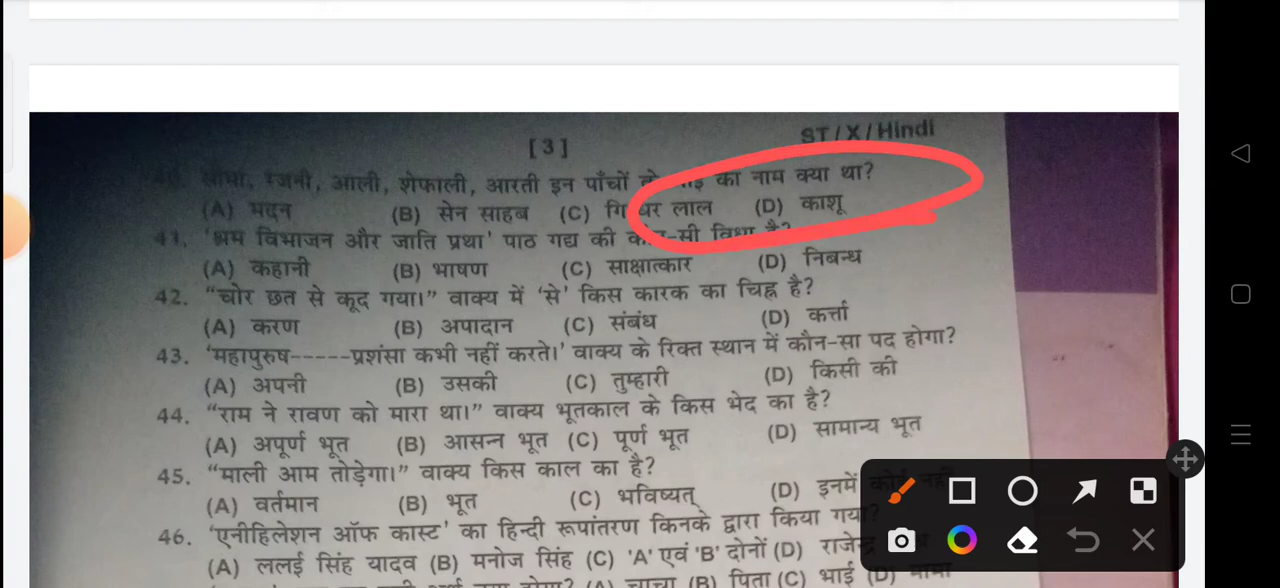 [3]
ST/X/Hindi
रजनी, आली, शेफाली, आरती इन पाँचों का नाम क्या था?
(A) मदन (B) सेन साहब (C) गि धर लाल (D) काशू
41. 'श्रम विभाजन और जाति प्रथा' पाठ गद्य की विधा है?
(A) कहानी (B) भाषण (C) साक्षात्कार (D) निबन्ध
42. “चोर छत से कूद गया।” वाक्य में ‘से’ किस कारक का चिह्न है?
(A) करण (B) अपादान (C) संबंध (D) कर्त्ता
43. ‘महापुरुष-----प्रशंसा कभी नहीं करते।’ वाक्य के रिक्त स्थान में कौन-सा पद होगा?
(A) अपनी (B) उसकी (C) तुम्हारी (D) किसी की
44. “राम ने रावण को मारा था।” वाक्य भूतकाल के किस भेद का है?
(A) अपूर्ण भूत (B) आसन्न भूत (C) पूर्ण भूत (D) सामान्य भूत
45. “माली आम तोड़ेगा।” वाक्य किस काल का है?
(A) वर्तमान (B) भूत (C) भविष्यत् (D) इनमें
46. ‘एनीहिलेशन ऑफ कास्ट’ का हिन्दी रूपांतरण किनके द्वारा किया गया?
(A) ललई सिंह यादव (B) मनोज सिंह (C) 'A' एवं 'B' दोनों (D)
(A) चाचा (B) पिता (C) भाई (D) मामा